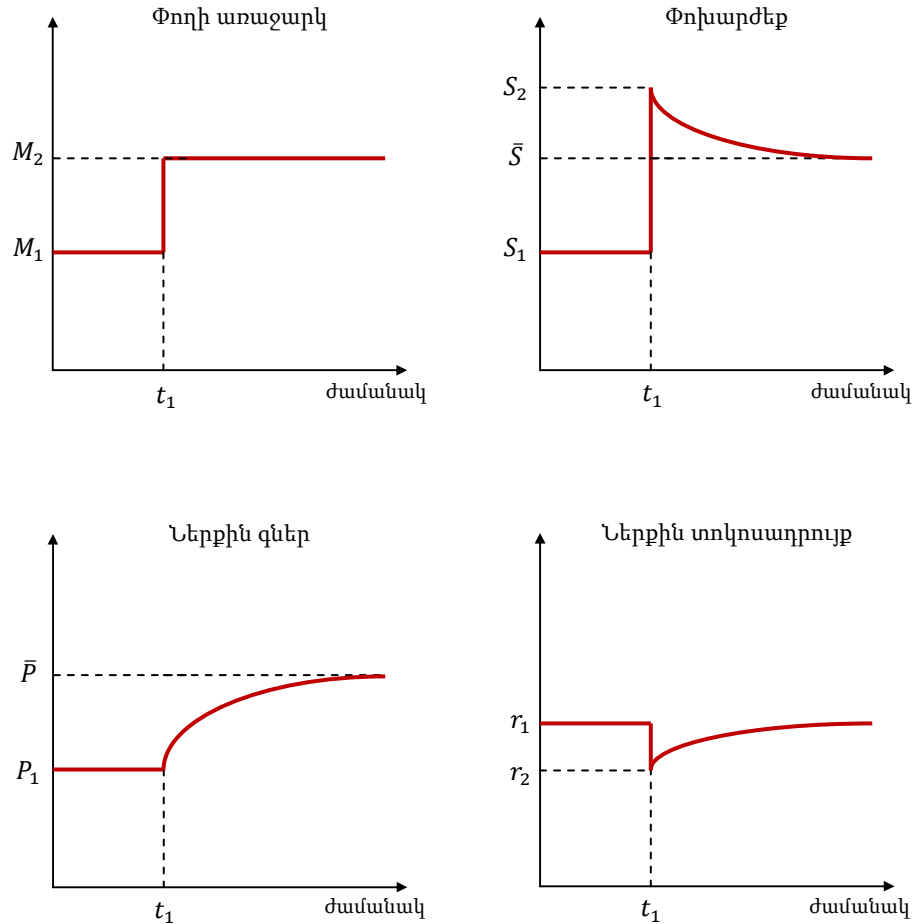 Փողի առաջարկ
M₂
M₁
t₁
ժամանակ
Փոխարժեք
S₂
S̄
S₁
t₁
ժամանակ
Ներքին գներ
P̄
P₁
t₁
ժամանակ
Ներքին տոկոսադրույք
r₁
r₂
t₁
ժամանակ